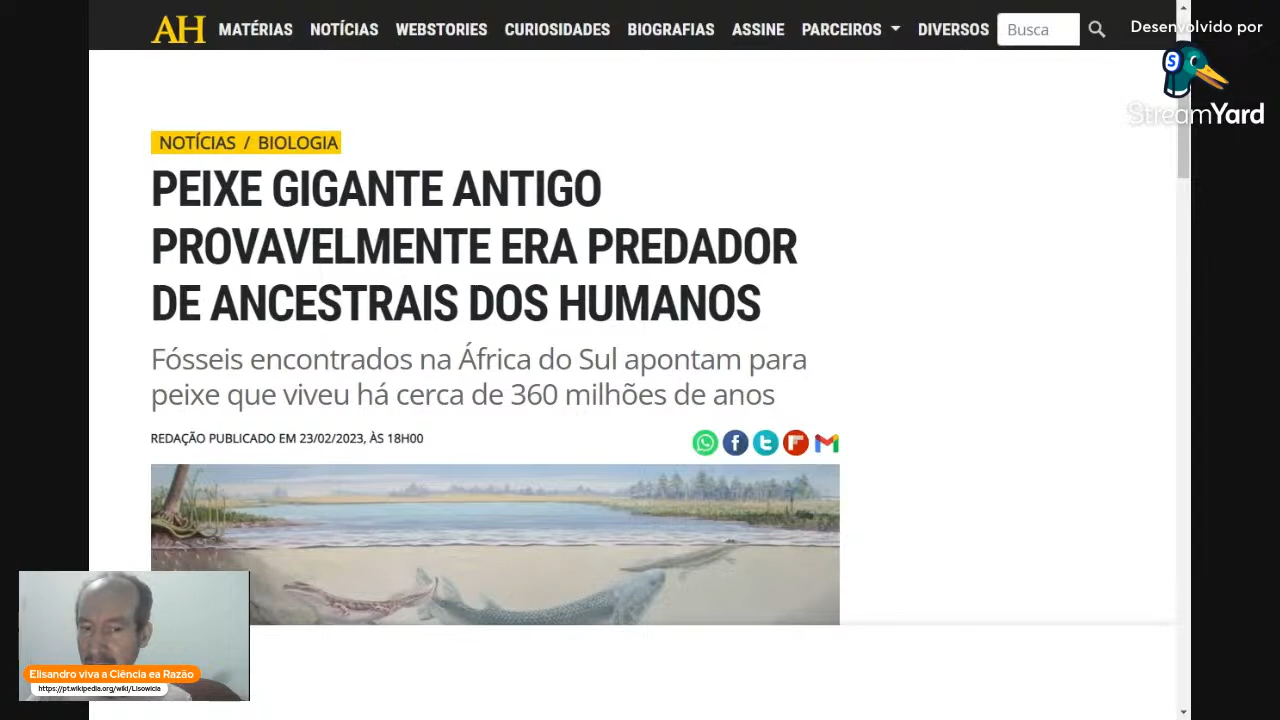 AH MATÉRIAS NOTÍCIAS WEBSTORIES CURIOSIDADES BIOGRAFIAS ASSINE PARCEIROS DIVERSOS Busca
Desenvolvido por
S
StreamYard
NOTÍCIAS / BIOLOGIA
PEIXE GIGANTE ANTIGO
PROVAVELMENTE ERA PREDADOR
DE ANCESTRAIS DOS HUMANOS
Fósseis encontrados na África do Sul apontam para
peixe que viveu há cerca de 360 milhões de anos
REDAÇÃO PUBLICADO EM 23/02/2023, ÀS 18H00
Elisandro viva a Ciência ea Razão
https://pt.wikipedia.org/wiki/Lisowicia